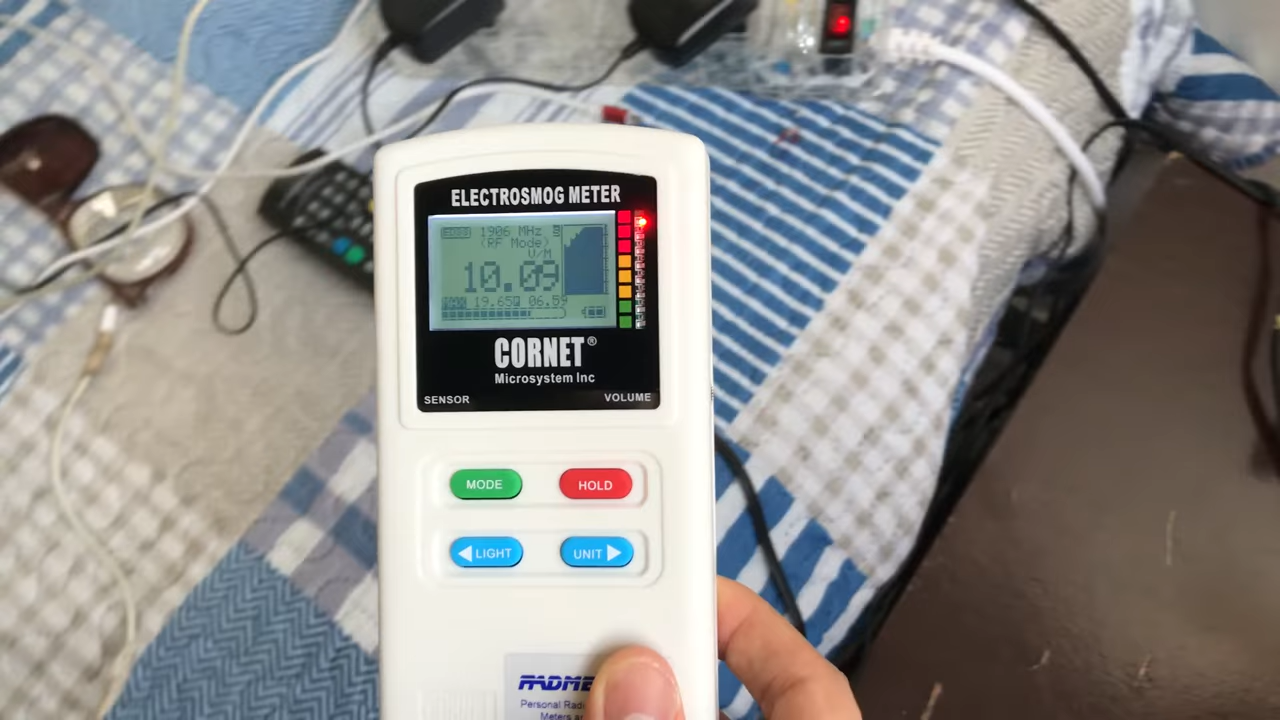 ELECTROSMOG METER
1906 MHz
(RF Mode)
V/M
10.09
19.65 06.59
CORNET®
Microsystem Inc
SENSOR VOLUME
MODE HOLD
LIGHT UNIT
Personal